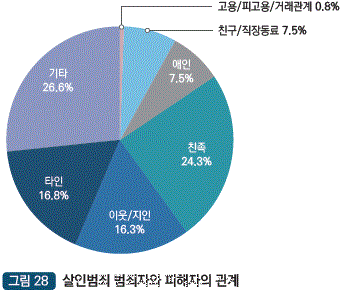 고용/피고용/거래관계 0.8%
친구/직장동료 7.5%
애인
7.5%
친족
24.3%
이웃/지인
16.3%
타인
16.8%
기타
26.6%
그림 28 살인범죄 범죄자와 피해자의 관계